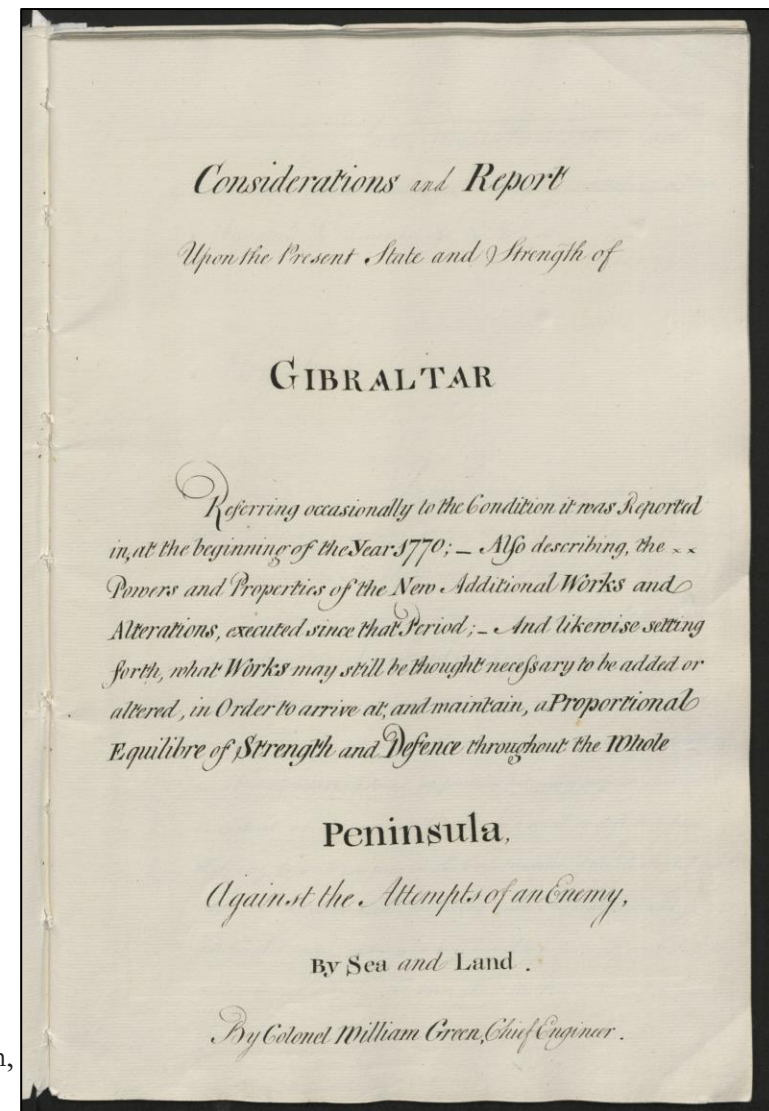 Considerations and Report
Upon the Present State and Strength of
GIBRALTAR
Referring occasionally to the Condition it was Reported
in, at the beginning of the Year 1770; _ Also describing, the ××
Powers and Properties of the New Additional Works and
Alterations, executed since that Period; _ And likewise setting
forth, what Works may still be thought necessary to be added or
altered, in Order to arrive at, and maintain, a Proportional
Equilibre of Strength and Defence throughout the Whole
Peninsula,
Against the Attempts of an Enemy,
By Sea and Land.
By Colonel William Green, Chief Engineer.